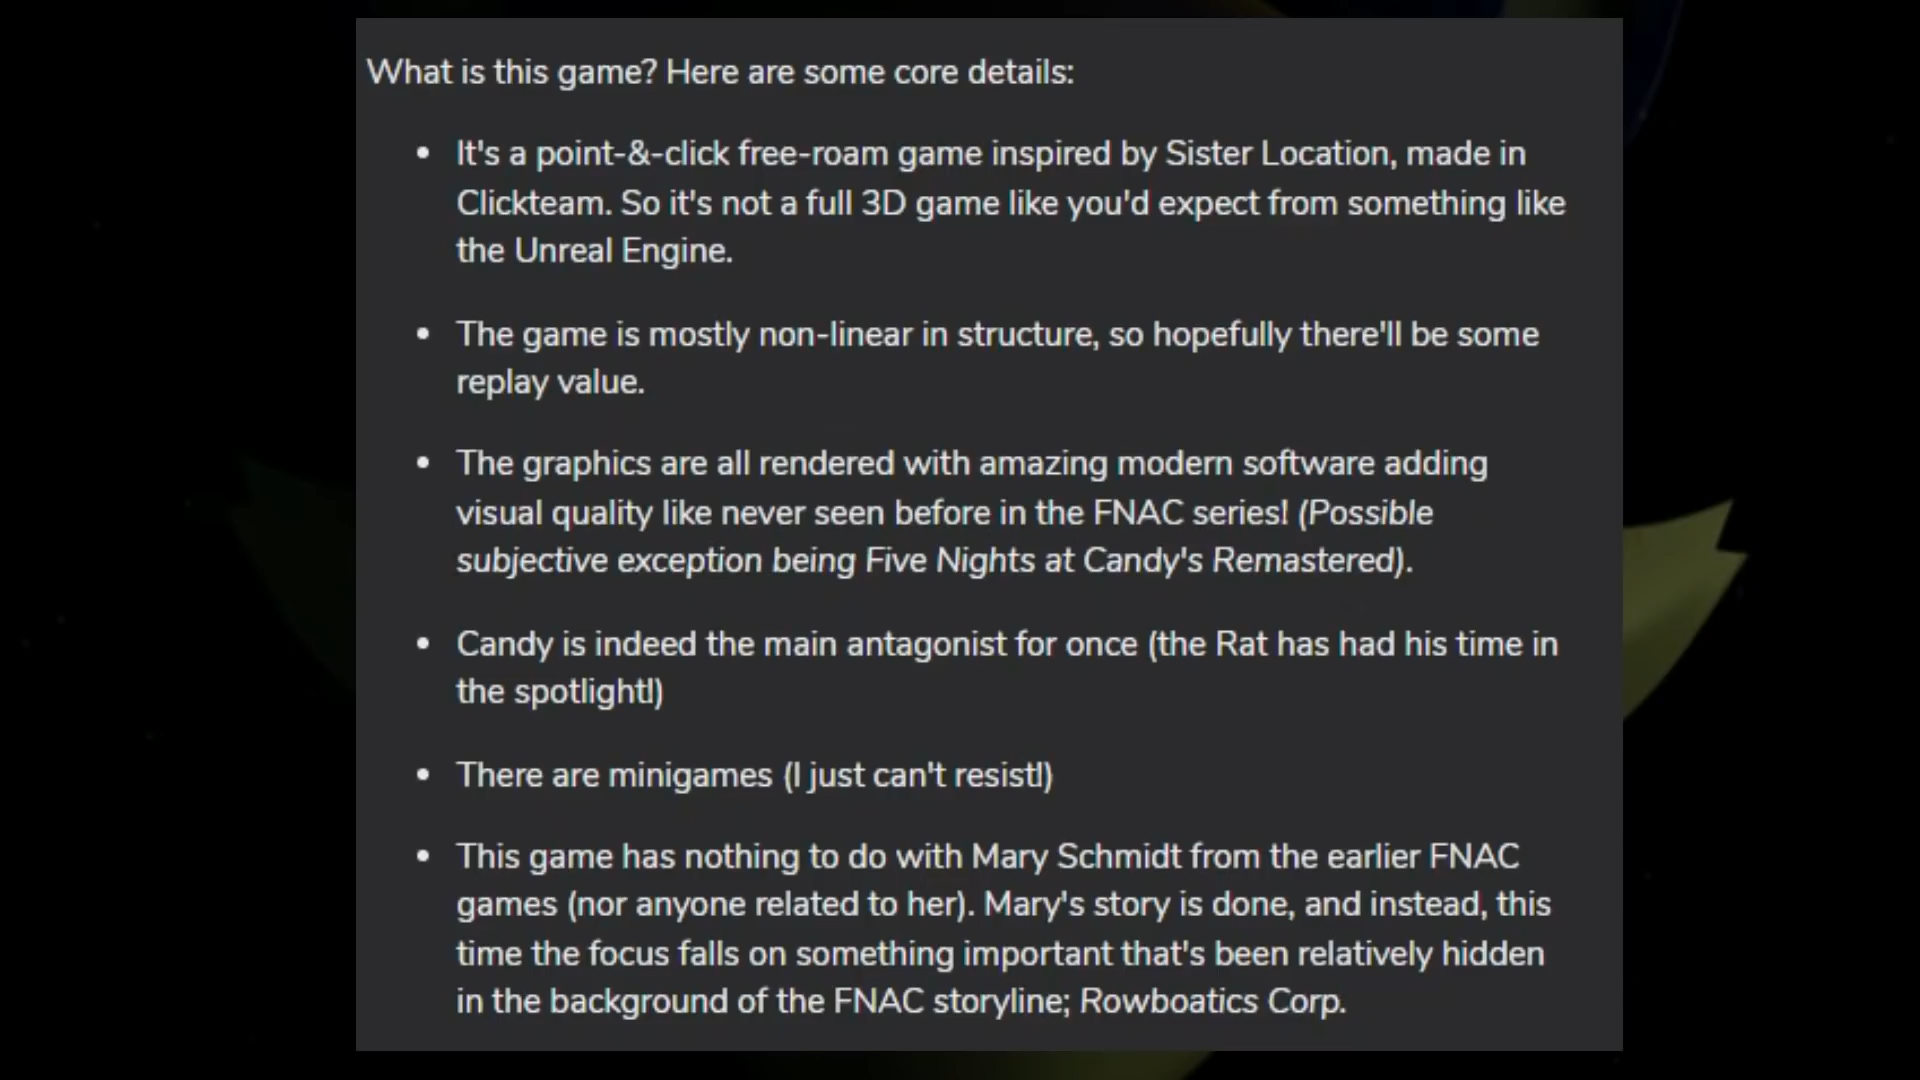 What is this game? Here are some core details:
• It's a point-&-click free-roam game inspired by Sister Location, made in
Clickteam. So it's not a full 3D game like you'd expect from something like
the Unreal Engine.
• The game is mostly non-linear in structure, so hopefully there'll be some
replay value.
• The graphics are all rendered with amazing modern software adding
visual quality like never seen before in the FNAC series! (Possible
subjective exception being Five Nights at Candy's Remastered).
• Candy is indeed the main antagonist for once (the Rat has had his time in
the spotlight!)
• There are minigames (I just can't resist!)
• This game has nothing to do with Mary Schmidt from the earlier FNAC
games (nor anyone related to her). Mary's story is done, and instead, this
time the focus falls on something important that's been relatively hidden
in the background of the FNAC storyline; Rowboatics Corp.